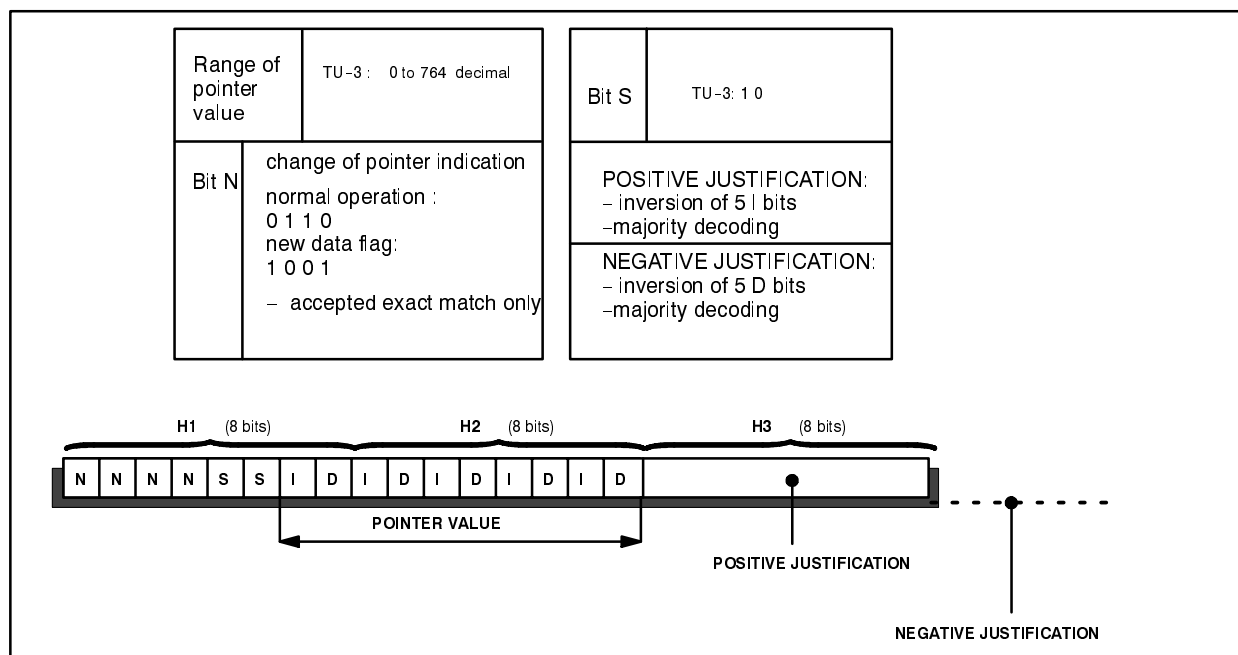 Range of
pointer
value
TU–3 : 0 to 764 decimal
Bit N
change of pointer indication
normal operation :
0 1 1 0
new data flag:
1 0 0 1
– accepted exact match only
Bit S
TU–3: 1 0
POSITIVE JUSTIFICATION:
– inversion of 5 I bits
–majority decoding
NEGATIVE JUSTIFICATION:
– inversion of 5 D bits
–majority decoding
H1 (8 bits) H2 (8 bits) H3 (8 bits)
N N N N S S I D I D I D I D I D
POINTER VALUE
POSITIVE JUSTIFICATION
NEGATIVE JUSTIFICATION